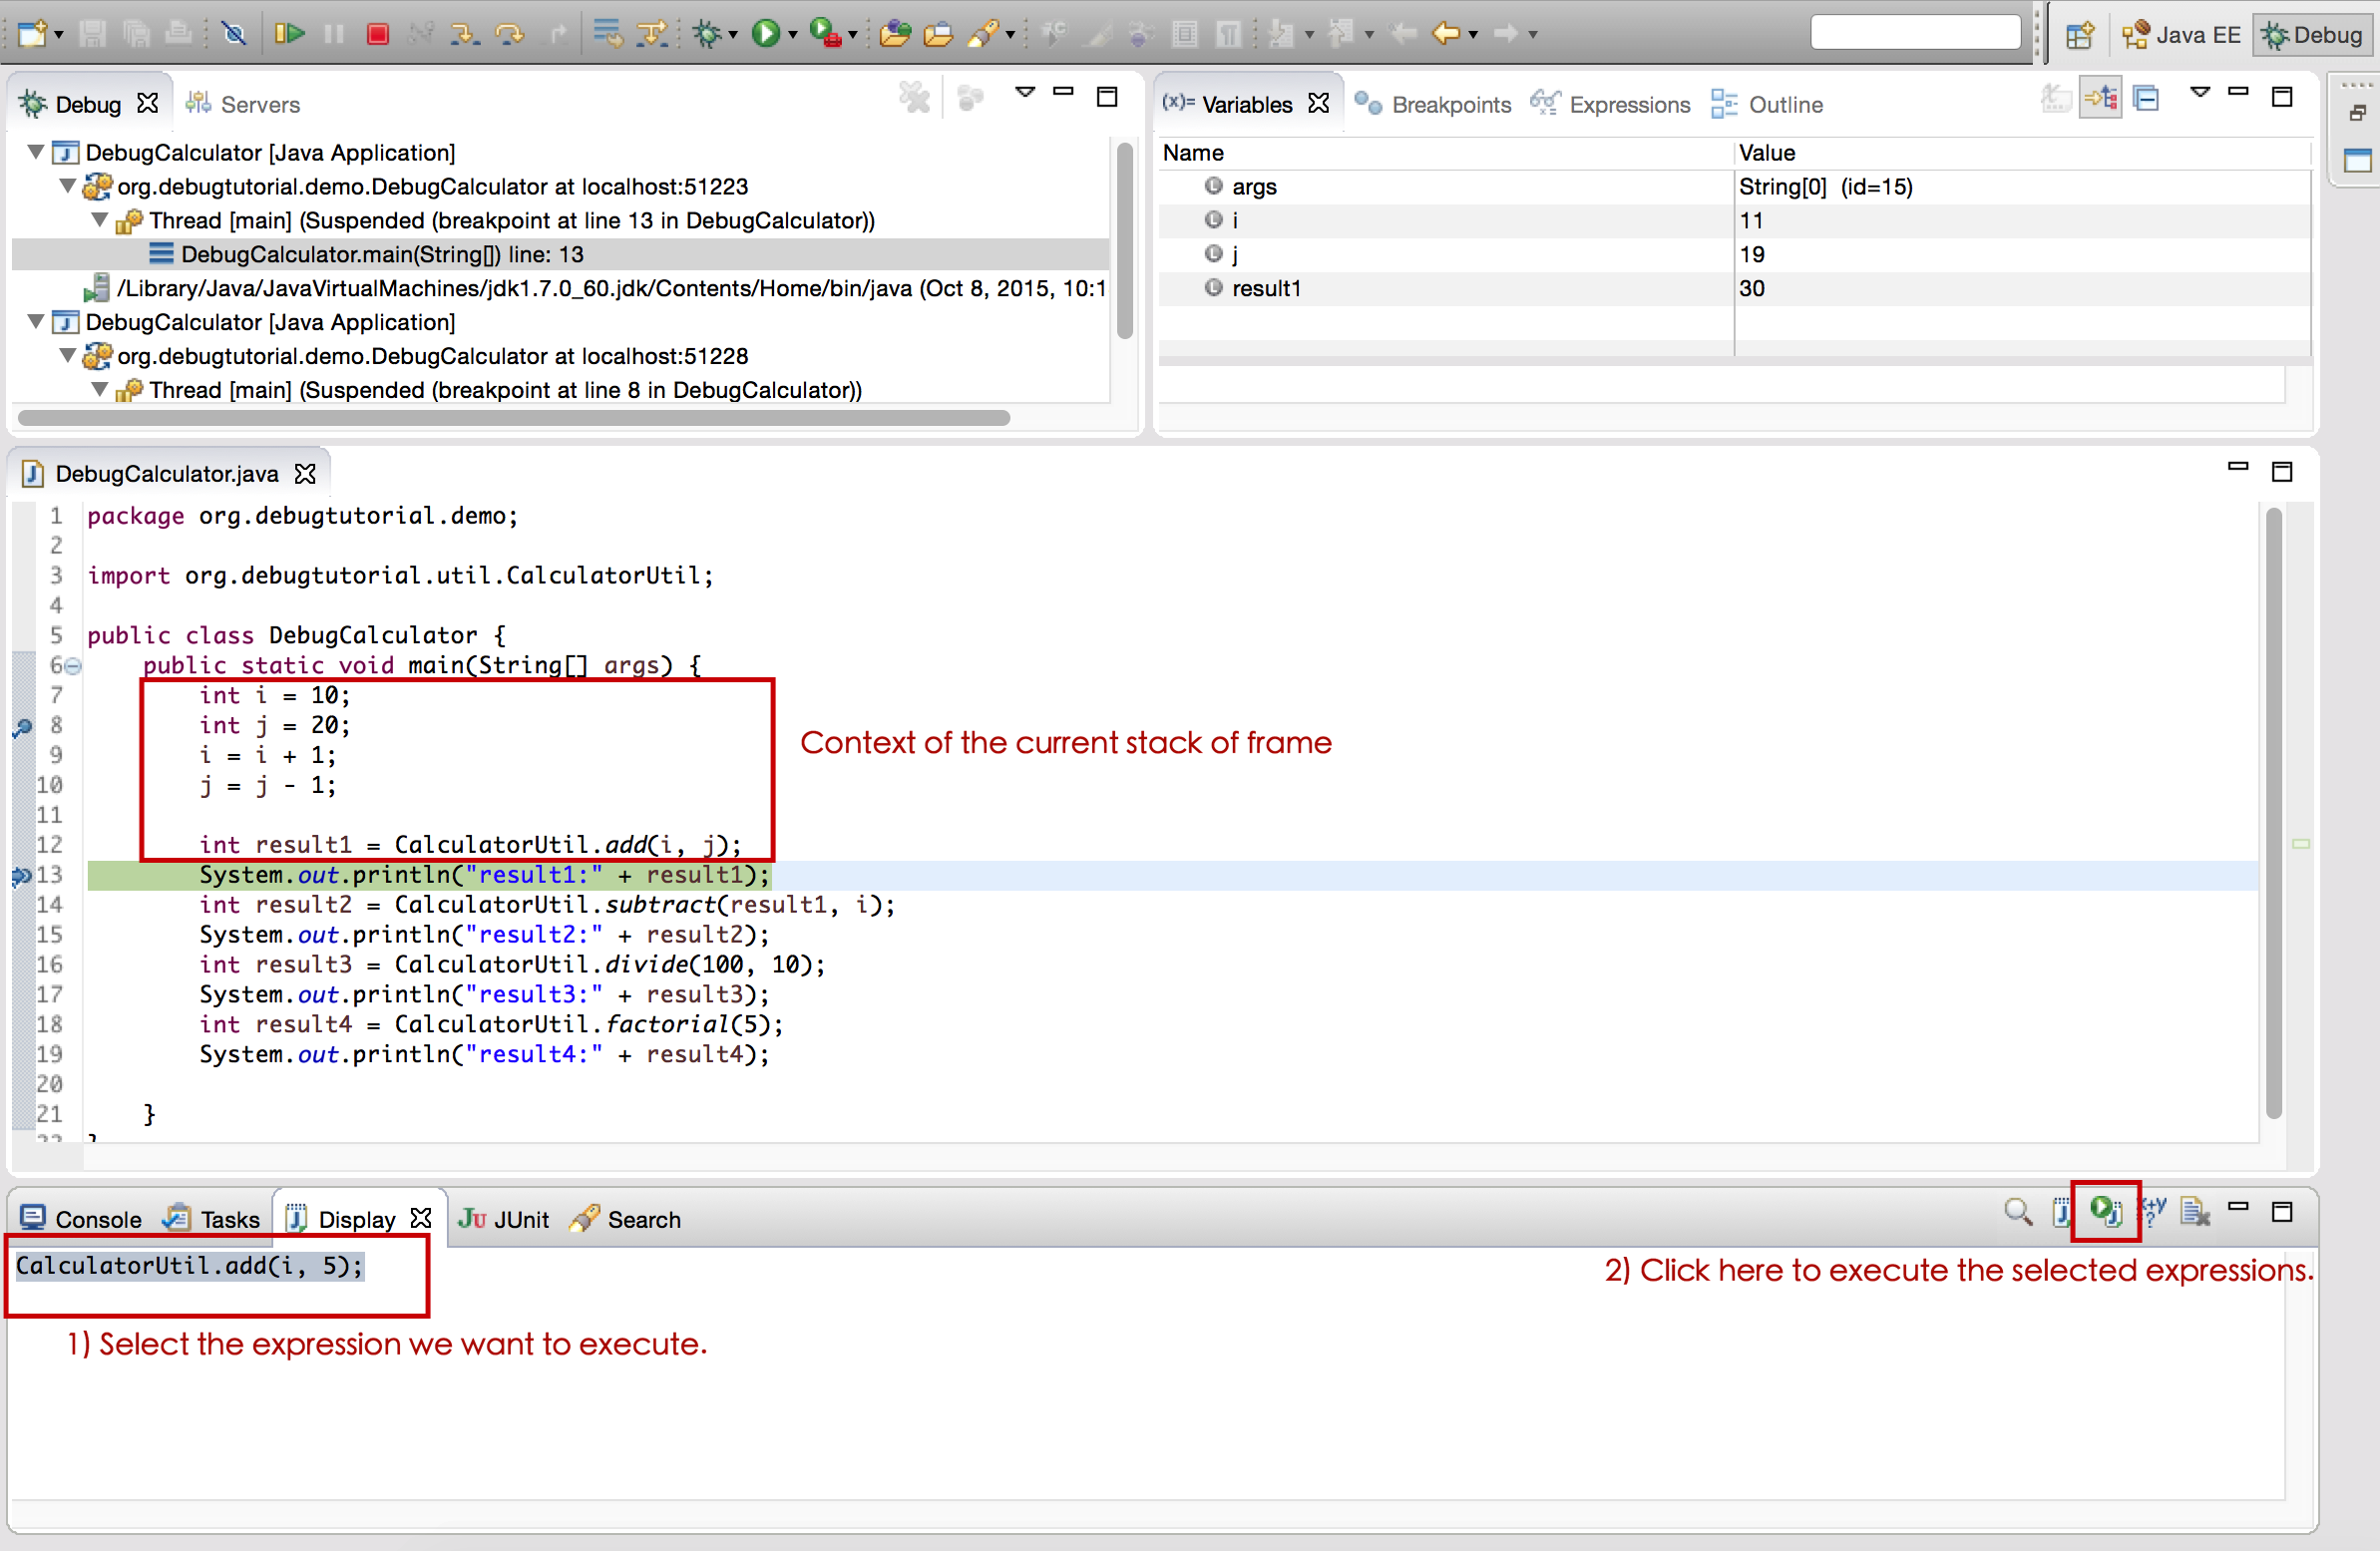 Java EE
Debug
Debug
Servers
DebugCalculator [Java Application]
org.debugtutorial.demo.DebugCalculator at localhost:51223
Thread [main] (Suspended (breakpoint at line 13 in DebugCalculator))
DebugCalculator.main(String[]) line: 13
/Library/Java/JavaVirtualMachines/jdk1.7.0_60.jdk/Contents/Home/bin/java (Oct 8, 2015, 10:1
DebugCalculator [Java Application]
org.debugtutorial.demo.DebugCalculator at localhost:51228
Thread [main] (Suspended (breakpoint at line 8 in DebugCalculator))
(x)= Variables
Breakpoints
Expressions
Outline
Name Value
args String[0] (id=15)
i 11
j 19
result1 30
DebugCalculator.java
1 package org.debugtutorial.demo;
2
3 import org.debugtutorial.util.CalculatorUtil;
4
5 public class DebugCalculator {
6 public static void main(String[] args) {
7 int i = 10;
8 int j = 20;
9 i = i + 1;
10 j = j - 1;
11
12 int result1 = CalculatorUtil.add(i, j);
13 System.out.println("result1:" + result1);
14 int result2 = CalculatorUtil.subtract(result1, i);
15 System.out.println("result2:" + result2);
16 int result3 = CalculatorUtil.divide(100, 10);
17 System.out.println("result3:" + result3);
18 int result4 = CalculatorUtil.factorial(5);
19 System.out.println("result4:" + result4);
20
21 }
22 }
Context of the current stack of frame
Console
Tasks
Display
Ju JUnit
Search
CalculatorUtil.add(i, 5);
2) Click here to execute the selected expressions.
1) Select the expression we want to execute.